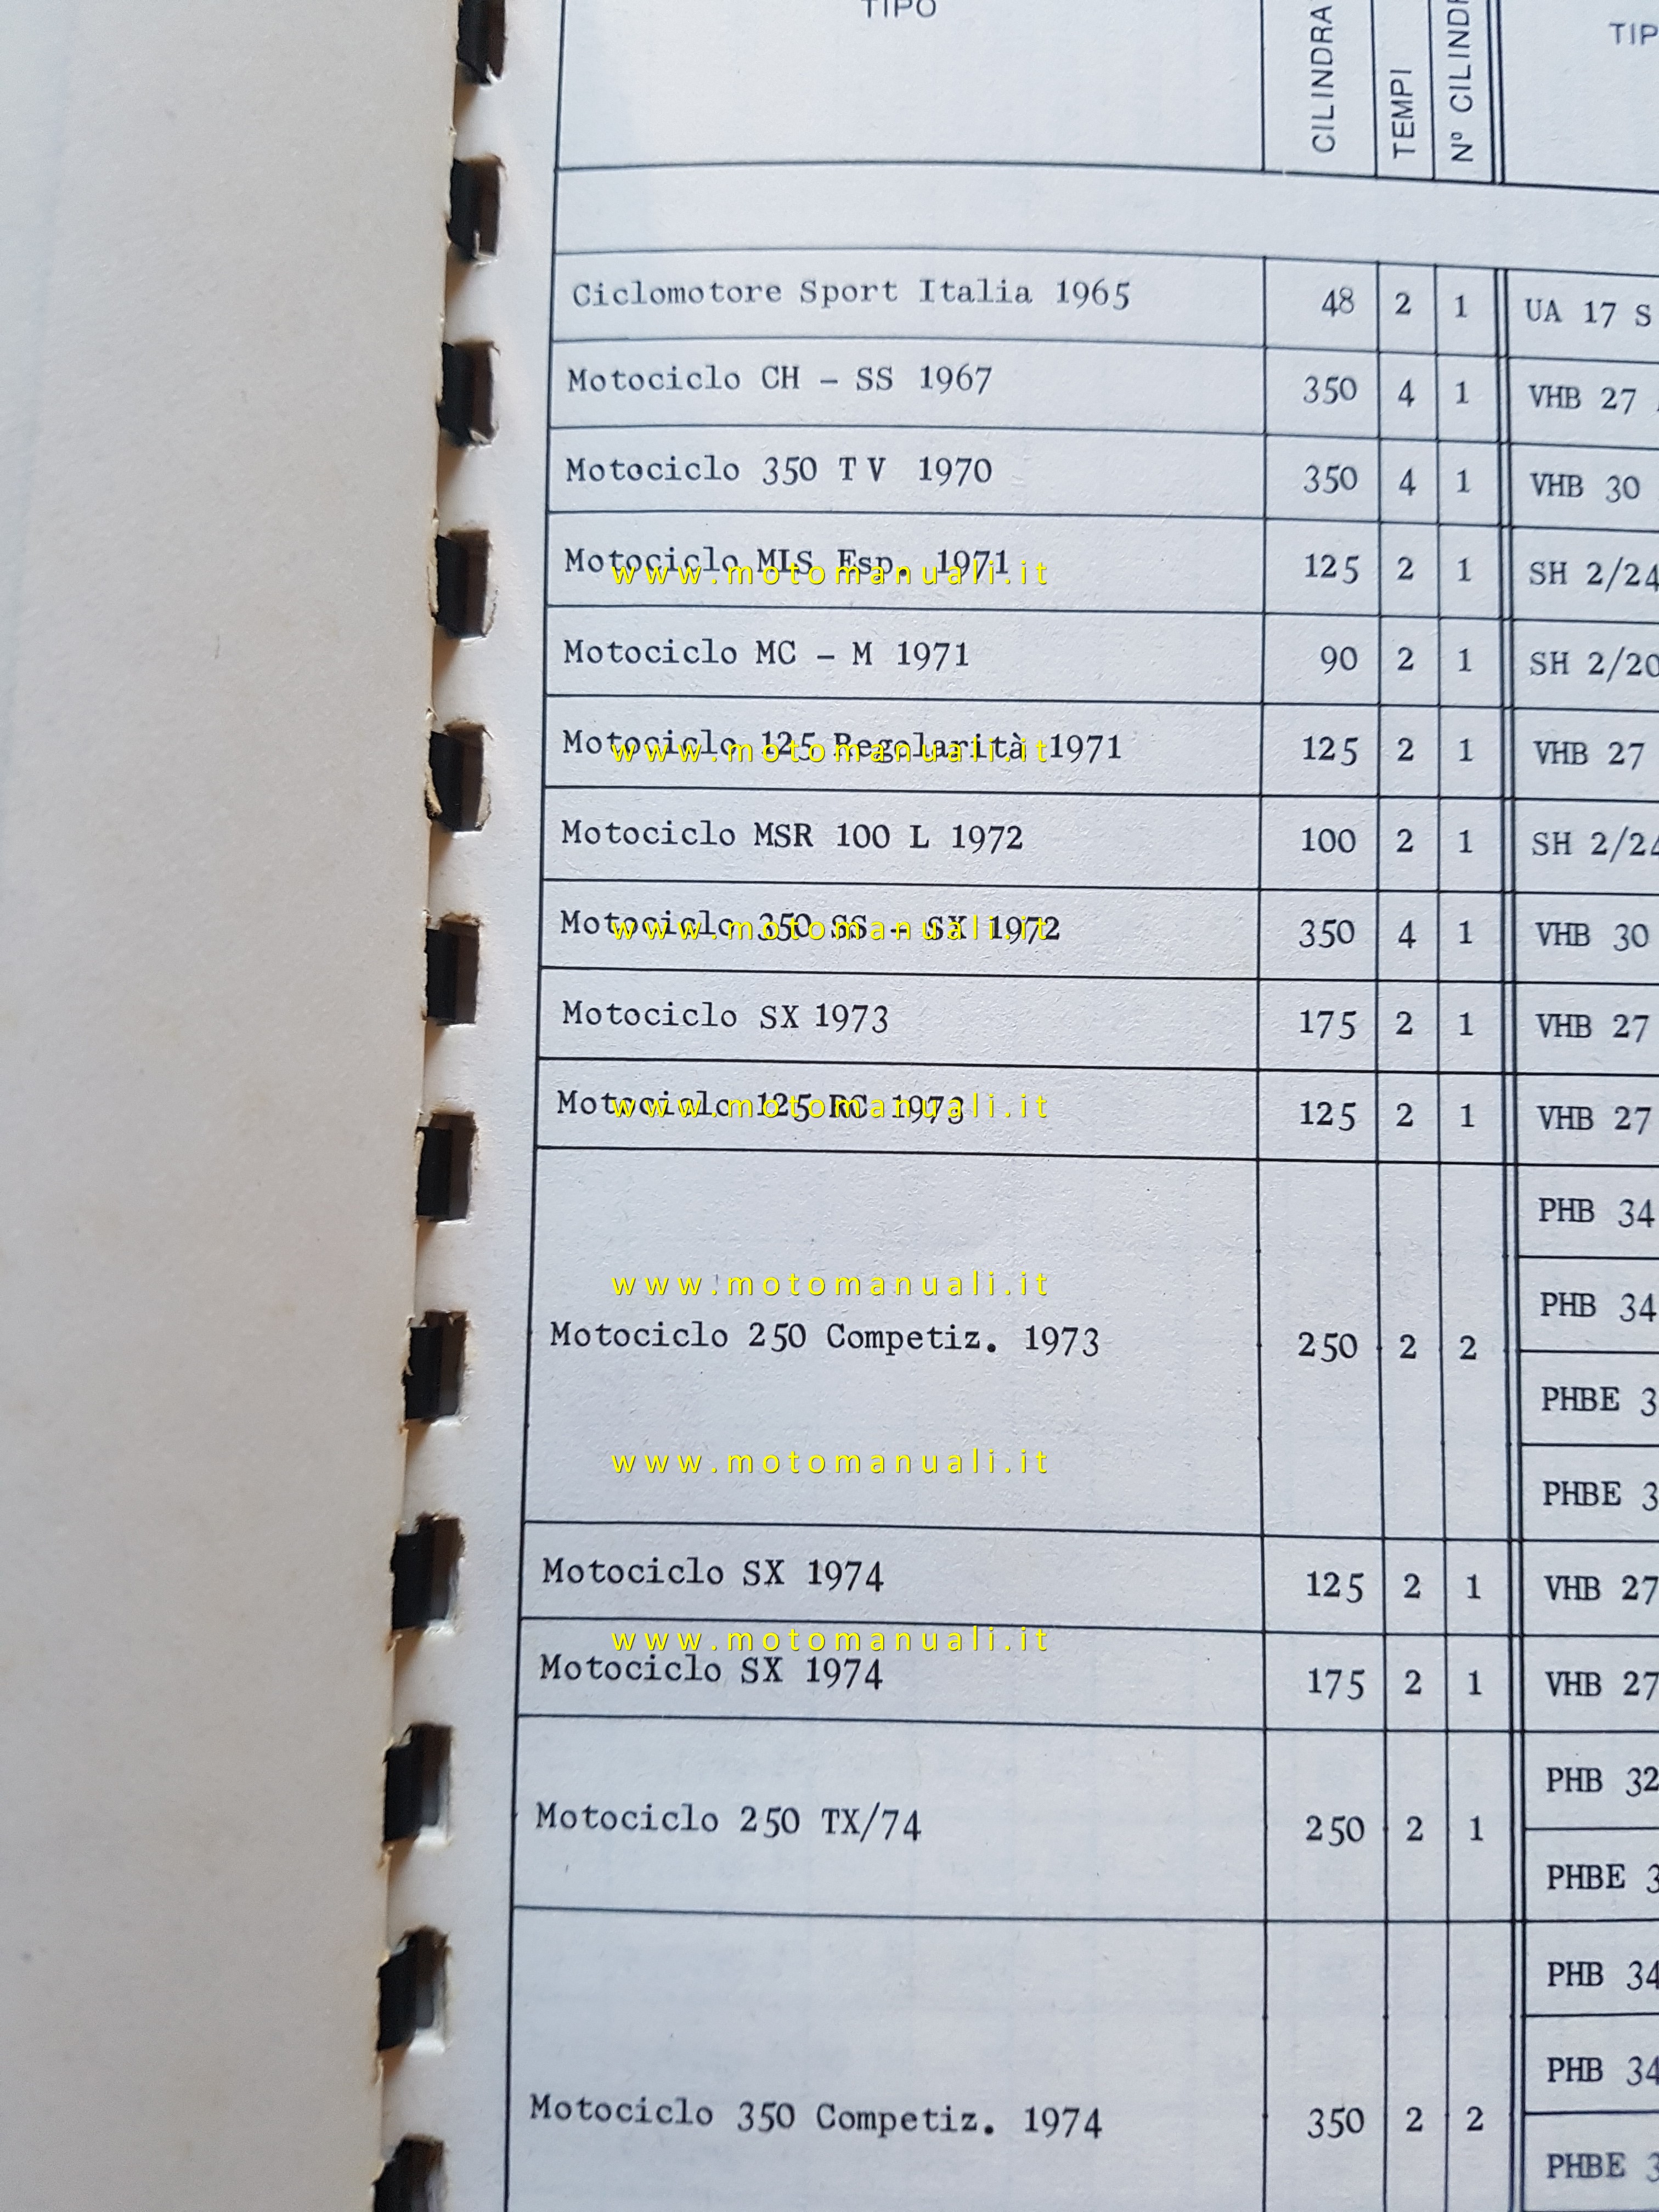 TIPO
TEMPI
Nº
Ciclomotore Sport Italia 1965 48 2 1 UA 17 S
Motociclo CH - SS 1967 350 4 1 VHB 27
Motociclo 350 T V 1970 350 4 1 VHB 30
Motociclo MLS Esp. 1971 125 2 1 SH 2/24
www.motomanuali.it
Motociclo MC - M 1971 90 2 1 SH 2/20
Motociclo 125 Regolarità 1971 125 2 1 VHB 27
www.motomanuali.it
Motociclo MSR 100 L 1972 100 2 1 SH 2/24
Motociclo 350 SS - SX 1972 350 4 1 VHB 30
www.motomanuali.it
Motociclo SX 1973 175 2 1 VHB 27
Motociclo 125 RC 1973 125 2 1 VHB 27
www.motomanuali.it
PHB 34
www.motomanuali.it
PHB 34
Motociclo 250 Competiz. 1973 250 2 2
PHBE 3
www.motomanuali.it
PHBE 3
Motociclo SX 1974 125 2 1 VHB 27
www.motomanuali.it
Motociclo SX 1974 175 2 1 VHB 27
PHB 32
Motociclo 250 TX/74 250 2 1
PHBE 3
PHB 34
PHB 34
Motociclo 350 Competiz. 1974 350 2 2
PHBE 3